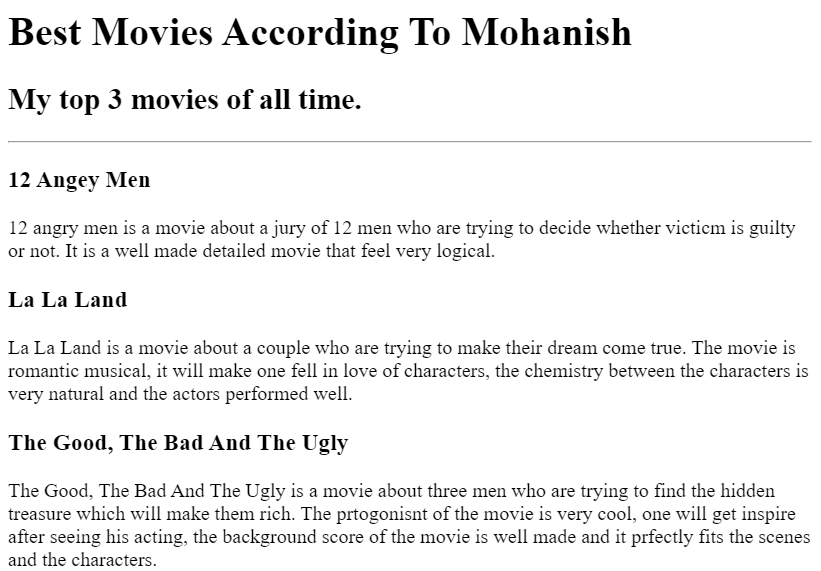 Best Movies According To Mohanish
My top 3 movies of all time.
12 Angey Men
12 angry men is a movie about a jury of 12 men who are trying to decide whether victicm is guilty
or not. It is a well made detailed movie that feel very logical.
La La Land
La La Land is a movie about a couple who are trying to make their dream come true. The movie is
romantic musical, it will make one fell in love of characters, the chemistry between the characters is
very natural and the actors performed well.
The Good, The Bad And The Ugly
The Good, The Bad And The Ugly is a movie about three men who are trying to find the hidden
treasure which will make them rich. The prtogonisnt of the movie is very cool, one will get inspire
after seeing his acting, the background score of the movie is well made and it prfectly fits the scenes
and the characters.